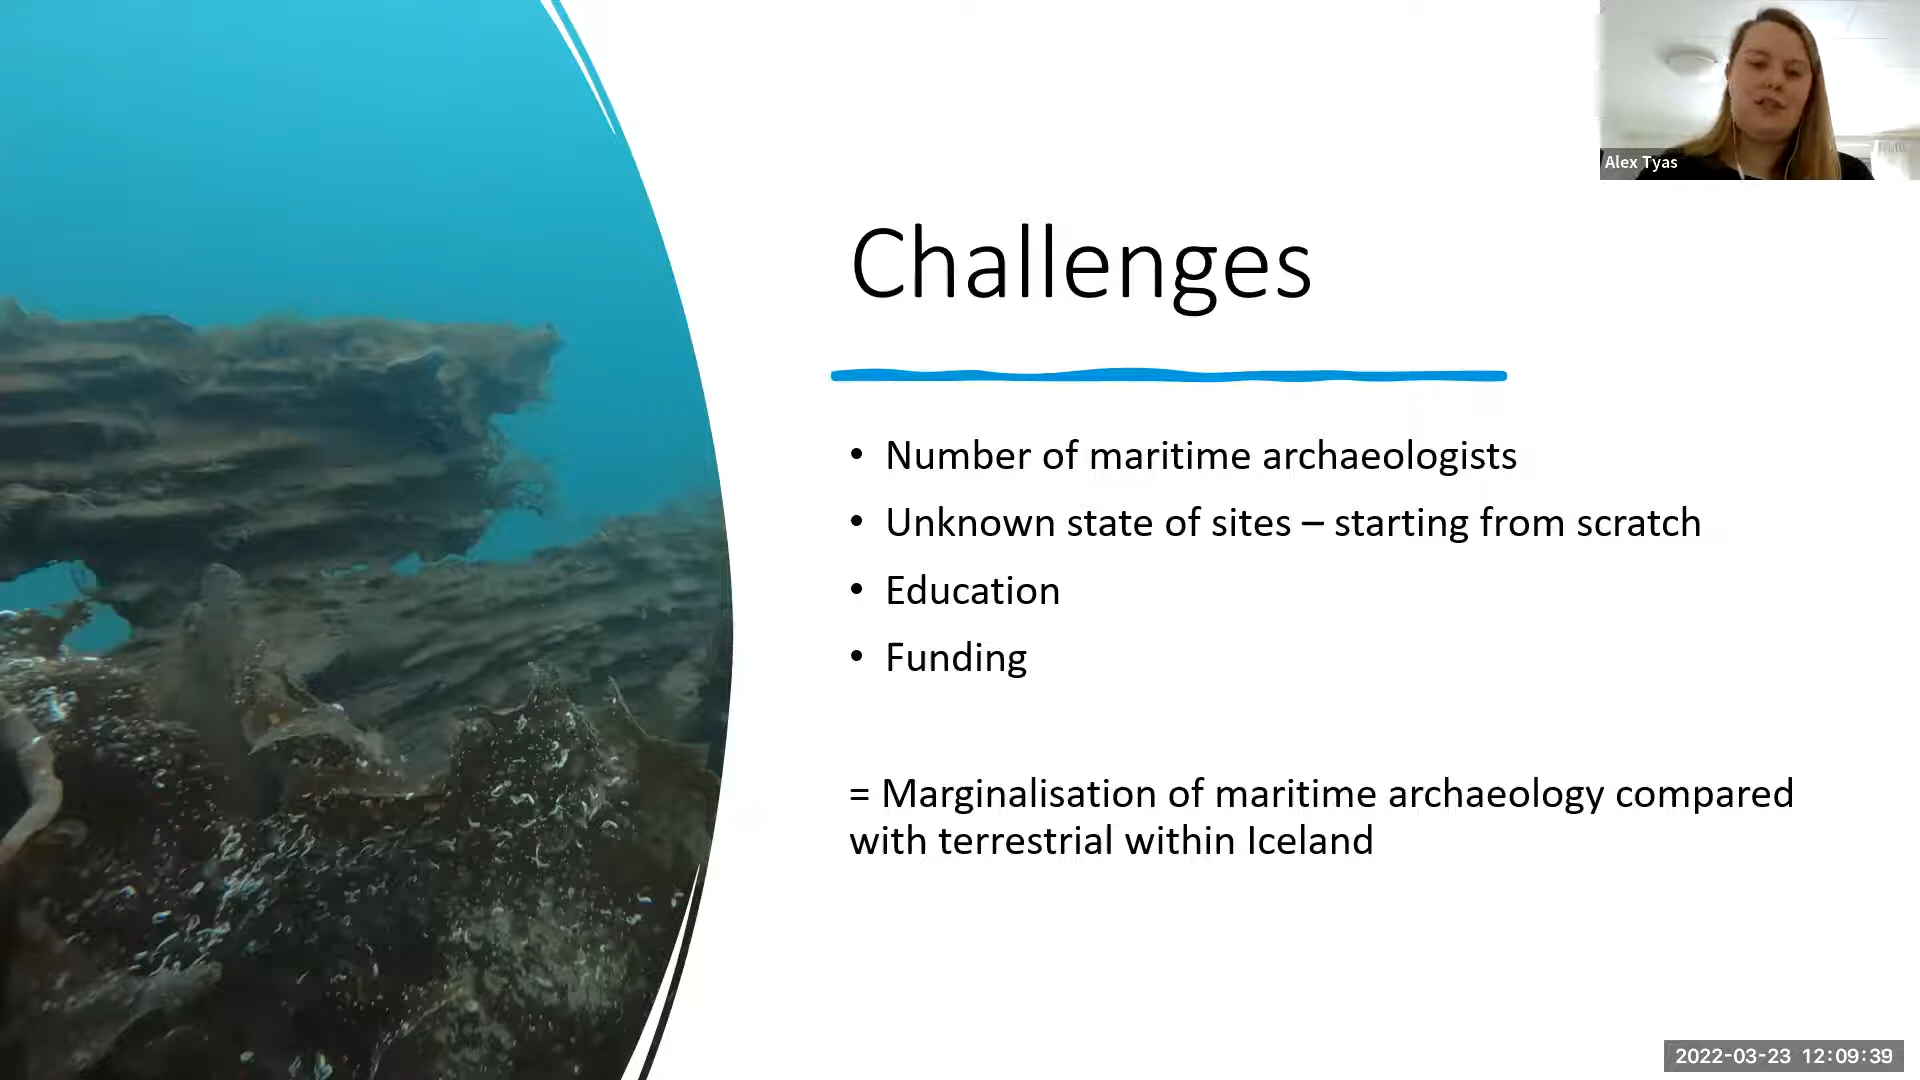 Alex Tyas
Challenges
• Number of maritime archaeologists
• Unknown state of sites – starting from scratch
• Education
• Funding
= Marginalisation of maritime archaeology compared
with terrestrial within Iceland
2022-03-23 12:09:39